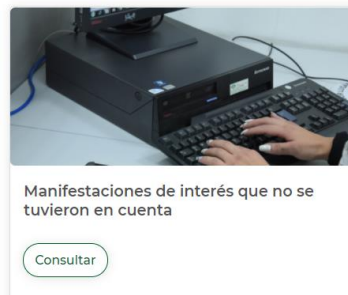 Manifestaciones de interés que no se
tuvieron en cuenta
Consultar